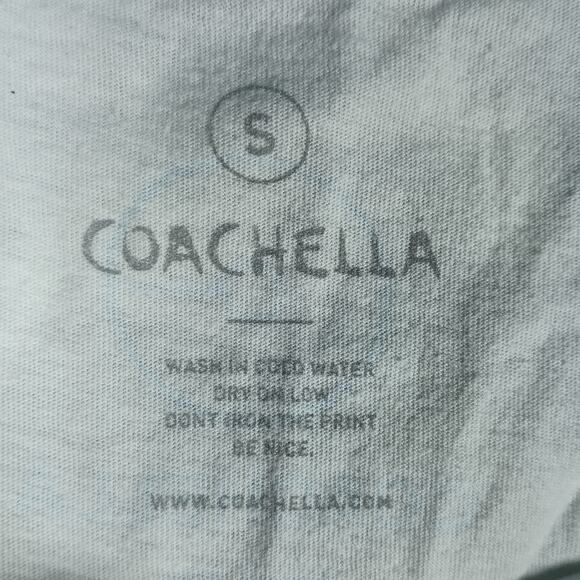 S
COACHELLA
WASH IN COLD WATER
DRY ON LOW
DONT IRON THE PRINT
BE NICE.
WWW.COACHELLA.COM